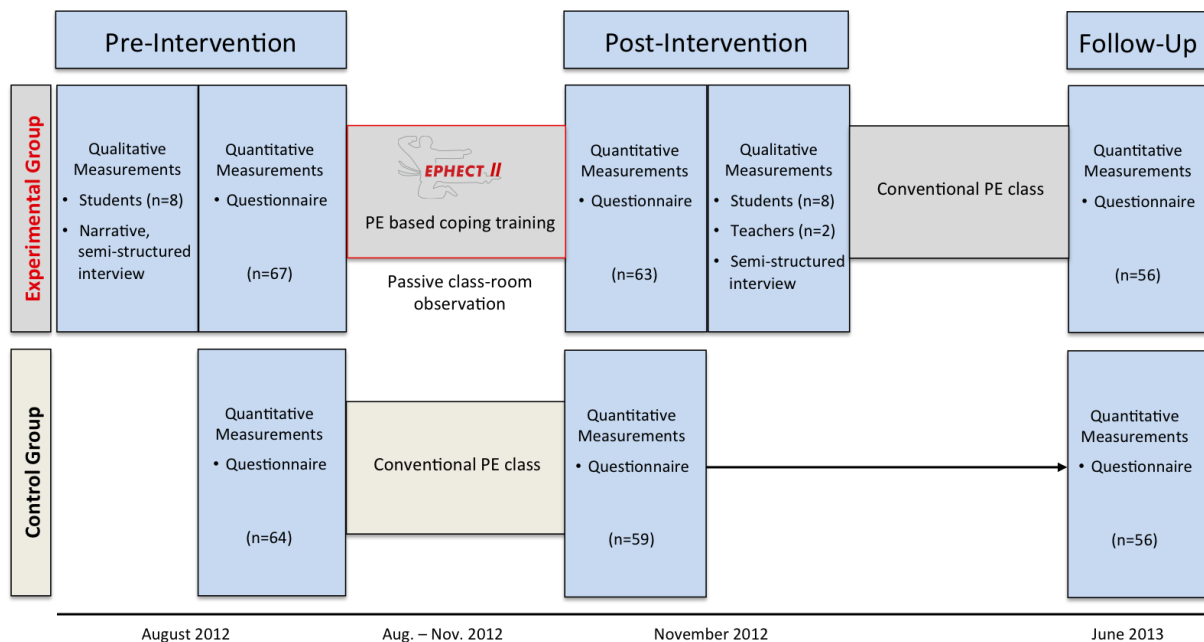 Pre-Intervention
Post-Intervention
Follow-Up
Experimental Group
Qualitative
Measurements
• Students (n=8)
• Narrative,
semi-structured
interview
Quantitative
Measurements
• Questionnaire
(n=67)
EPHECT II
PE based coping training
Passive class-room
observation
Quantitative
Measurements
• Questionnaire
(n=63)
Qualitative
Measurements
• Students (n=8)
• Teachers (n=2)
• Semi-structured
interview
Conventional PE class
Quantitative
Measurements
• Questionnaire
(n=56)
Control Group
Quantitative
Measurements
• Questionnaire
(n=64)
Conventional PE class
Quantitative
Measurements
• Questionnaire
(n=59)
Quantitative
Measurements
• Questionnaire
(n=56)
August 2012
Aug. – Nov. 2012
November 2012
June 2013